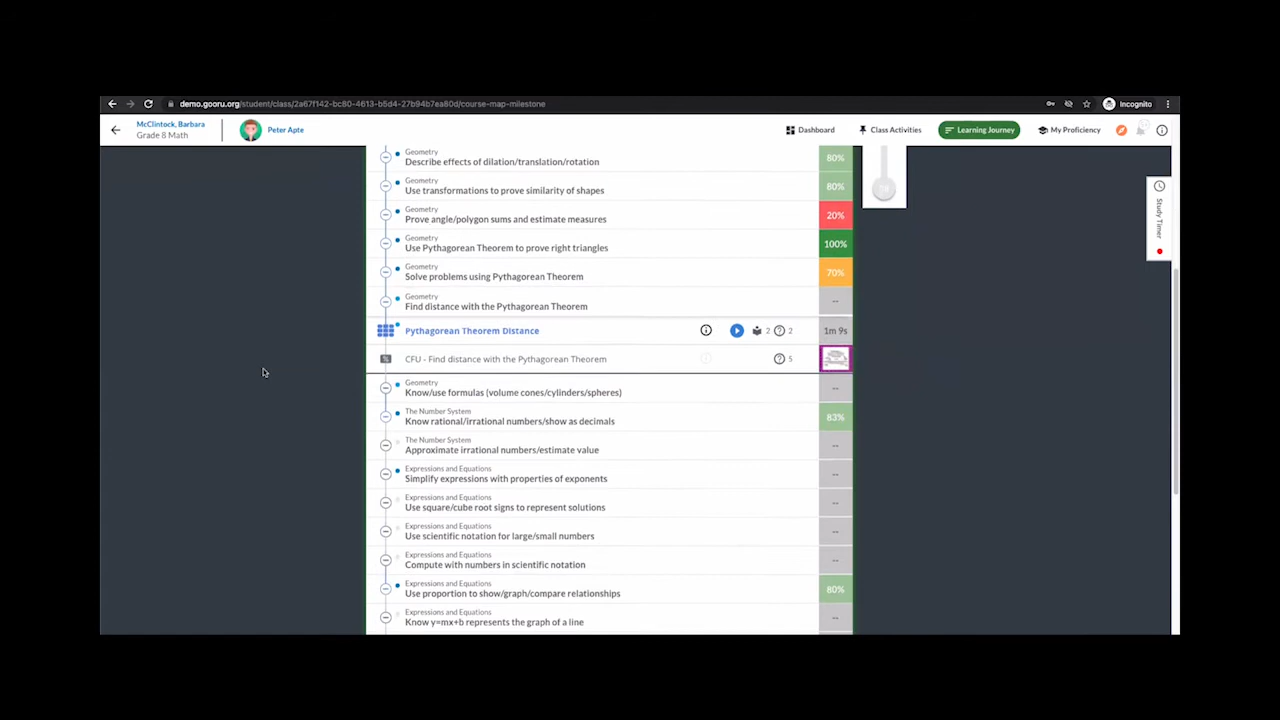 demo.gooru.org/student/class/2a67f142-bc80-4613-b5d4-27b94b7ea80d/course-map-milestone
Incognito
McClintock, Barbara
Grade 8 Math
Peter Apte
Dashboard
Class Activities
Learning Journey
My Proficiency
Geometry
Describe effects of dilation/translation/rotation
80%
Geometry
Use transformations to prove similarity of shapes
80%
Geometry
Prove angle/polygon sums and estimate measures
20%
Geometry
Use Pythagorean Theorem to prove right triangles
100%
Geometry
Solve problems using Pythagorean Theorem
70%
Geometry
Find distance with the Pythagorean Theorem
--
Pythagorean Theorem Distance
2
2
1m 9s
CFU - Find distance with the Pythagorean Theorem
5
Geometry
Know/use formulas (volume cones/cylinders/spheres)
--
The Number System
Know rational/irrational numbers/show as decimals
83%
The Number System
Approximate irrational numbers/estimate value
--
Expressions and Equations
Simplify expressions with properties of exponents
--
Expressions and Equations
Use square/cube root signs to represent solutions
--
Expressions and Equations
Use scientific notation for large/small numbers
--
Expressions and Equations
Compute with numbers in scientific notation
--
Expressions and Equations
Use proportion to show/graph/compare relationships
80%
Expressions and Equations
Know y=mx+b represents the graph of a line
--
Study Timer